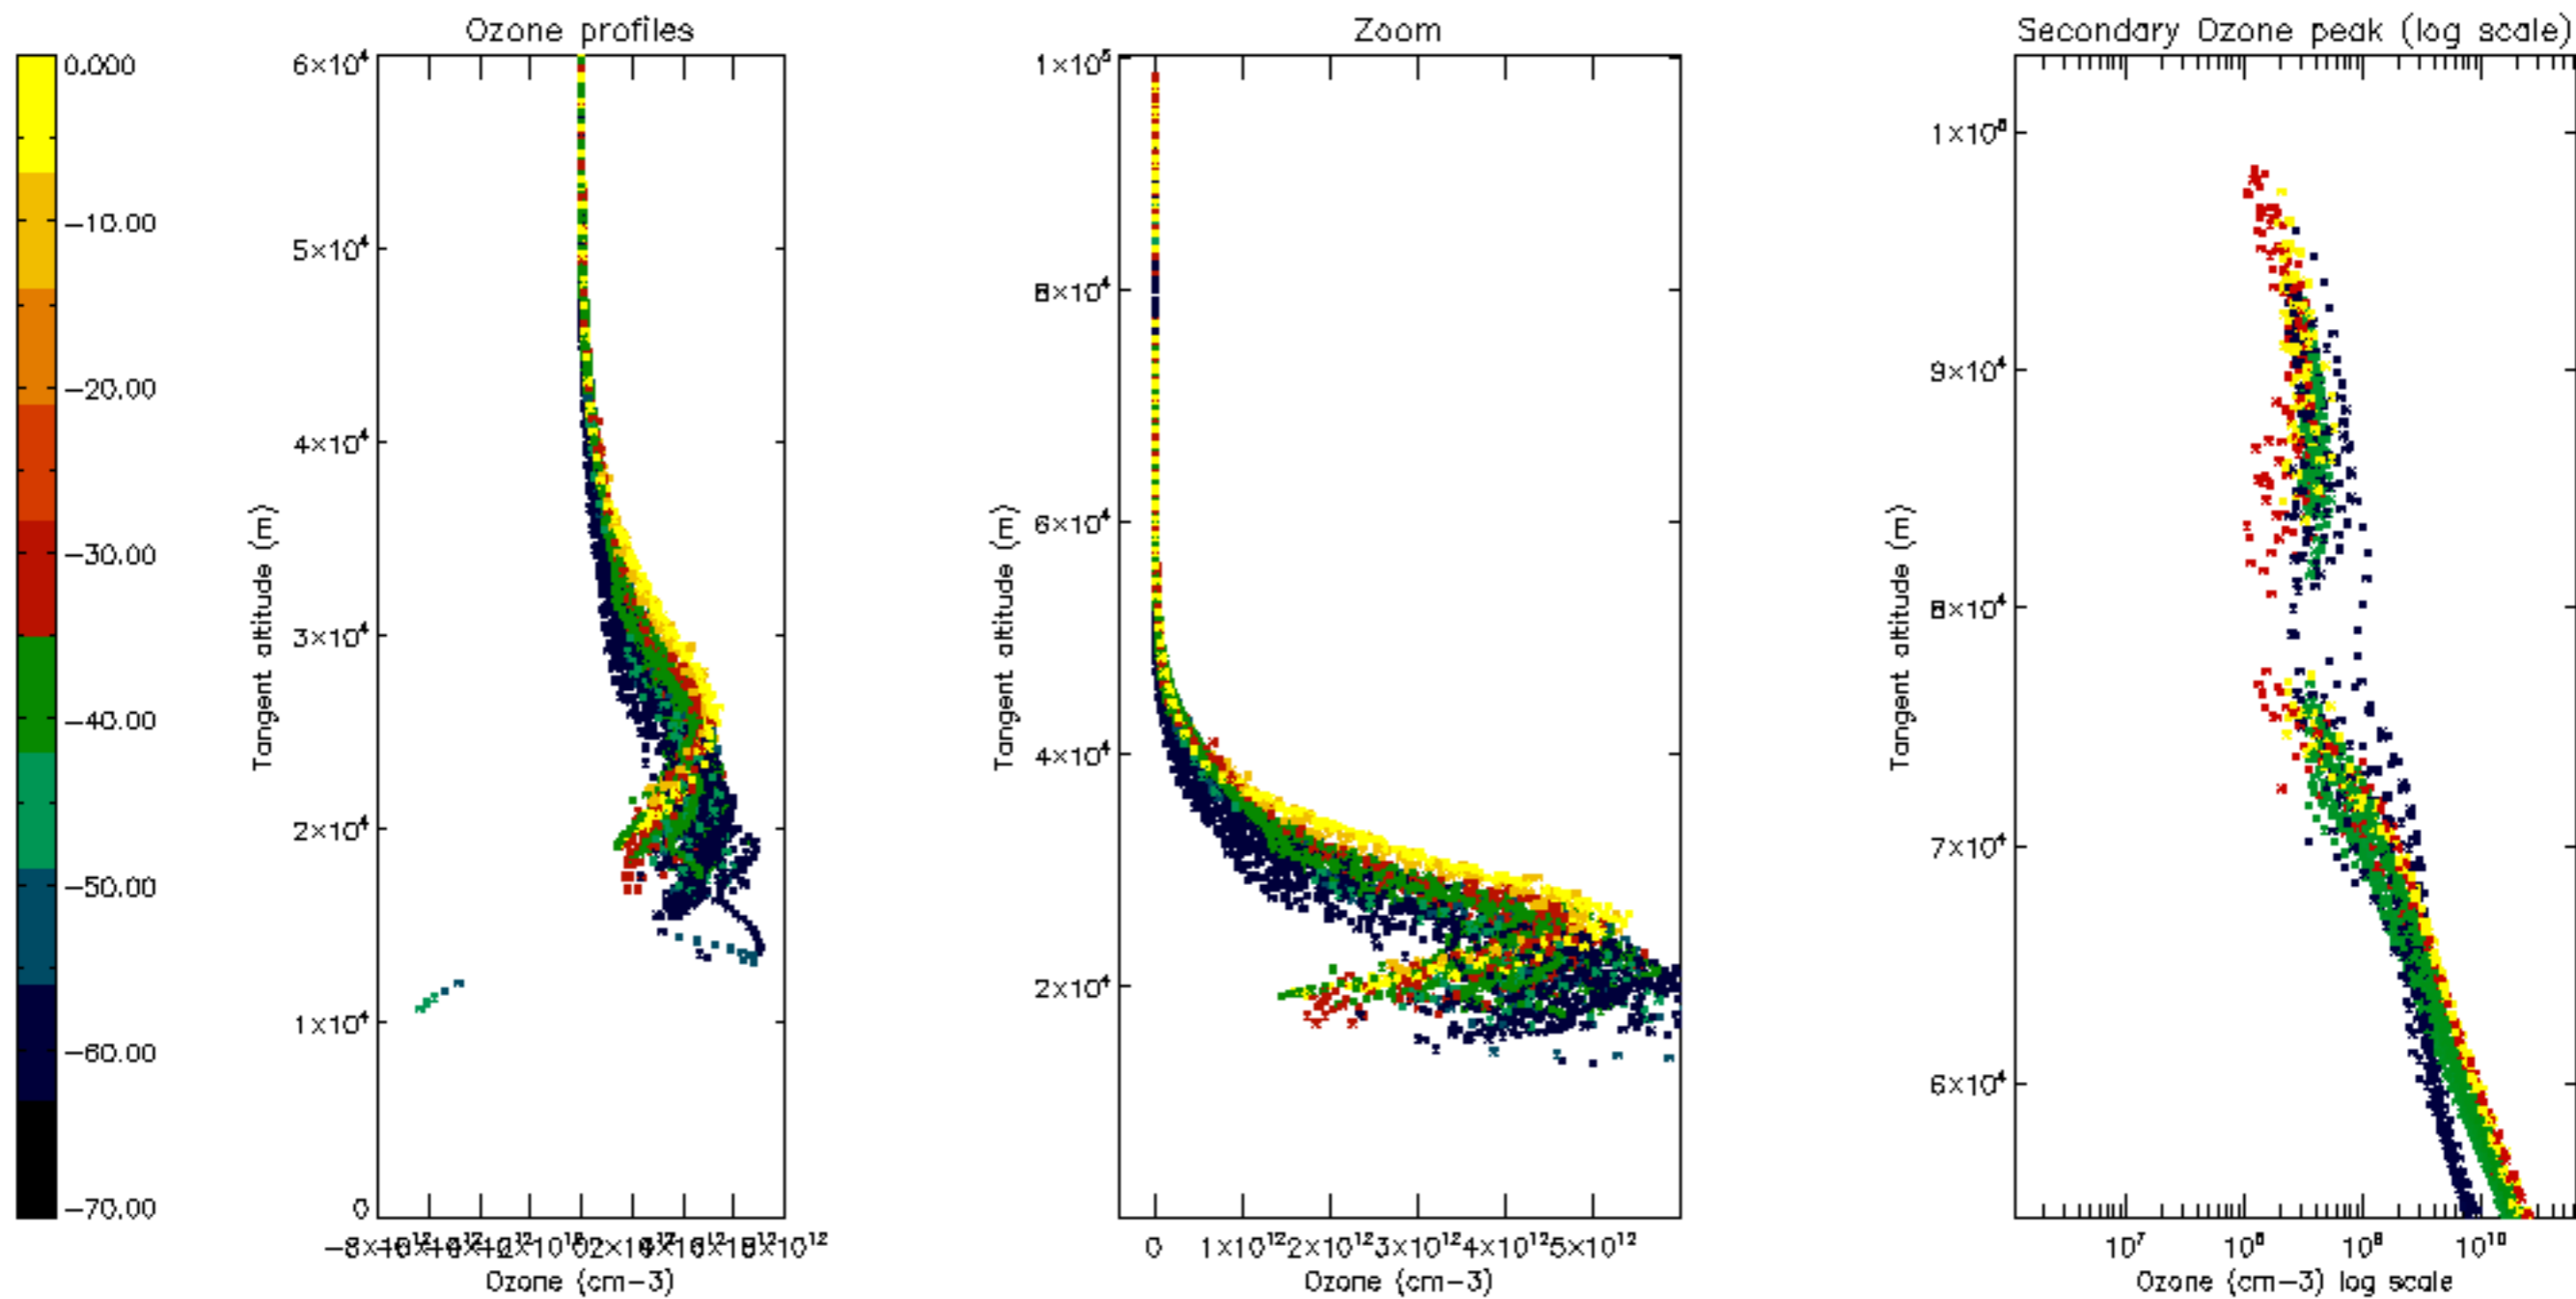 Ozone profiles
Zoom
Secondary Ozone peak (log scale)
0.000
-10.00
-20.00
-30.00
-40.00
-50.00
-60.00
-70.00
Tangent altitude (m)
6×10⁴
5×10⁴
4×10⁴
3×10⁴
2×10⁴
1×10⁴
0
Ozone (cm-3)
Tangent altitude (m)
1×10⁵
8×10⁴
6×10⁴
4×10⁴
2×10⁴
0 1×10¹² 2×10¹² 3×10¹² 4×10¹² 5×10¹²
Ozone (cm-3)
Tangent altitude (m)
9×10⁴
8×10⁴
7×10⁴
6×10⁴
10⁷ 10⁸ 10⁹ 10¹⁰
Ozone (cm-3) log scale